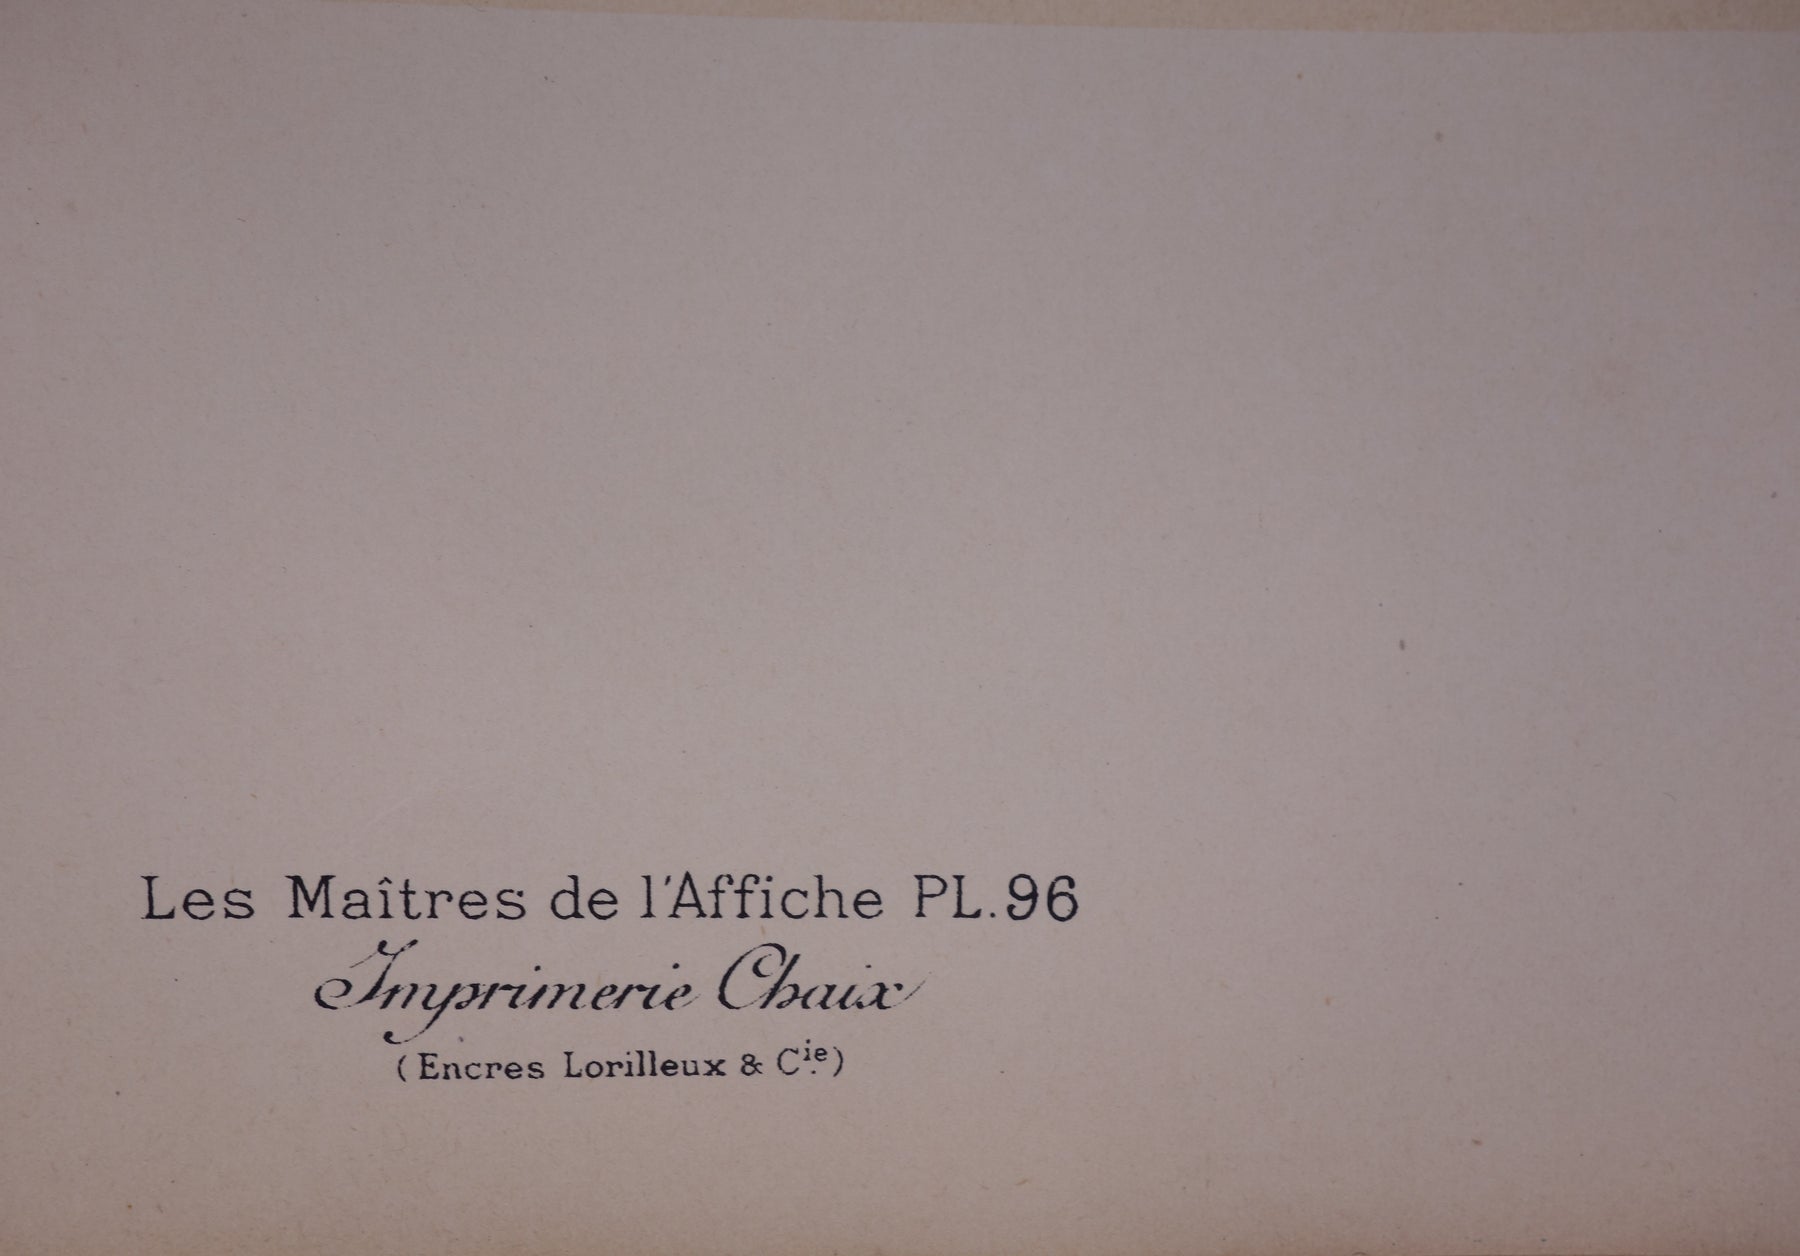 Les Maîtres de l'Affiche PL.96
Imprimerie Chaix
(Encres Lorilleux & Cie.)